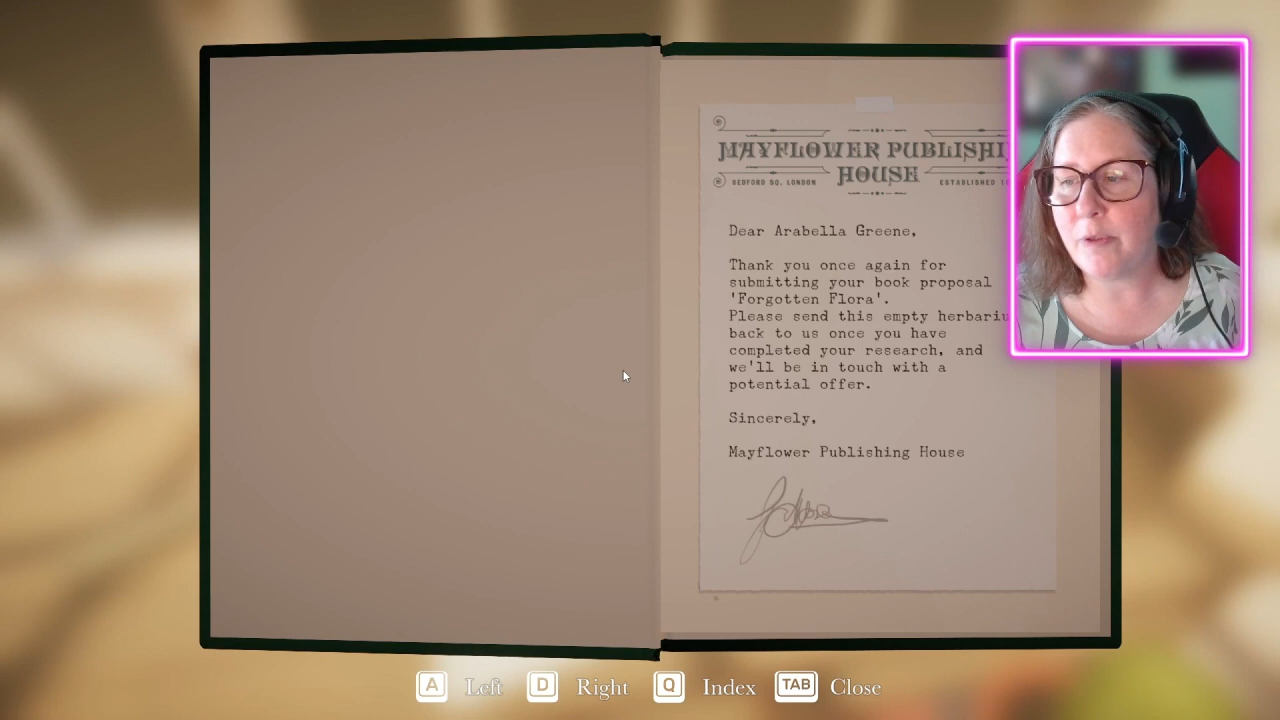 MAYFLOWER PUBLISHI
HOUSE
BEDFORD SQ. LONDON
ESTABLISHED
Dear Arabella Greene,
Thank you once again for
submitting your book proposal
'Forgotten Flora'.
Please send this empty herbariu
back to us once you have
completed your research, and
we'll be in touch with a
potential offer.
Sincerely,
Mayflower Publishing House
A Left D Right Q Index TAB Close